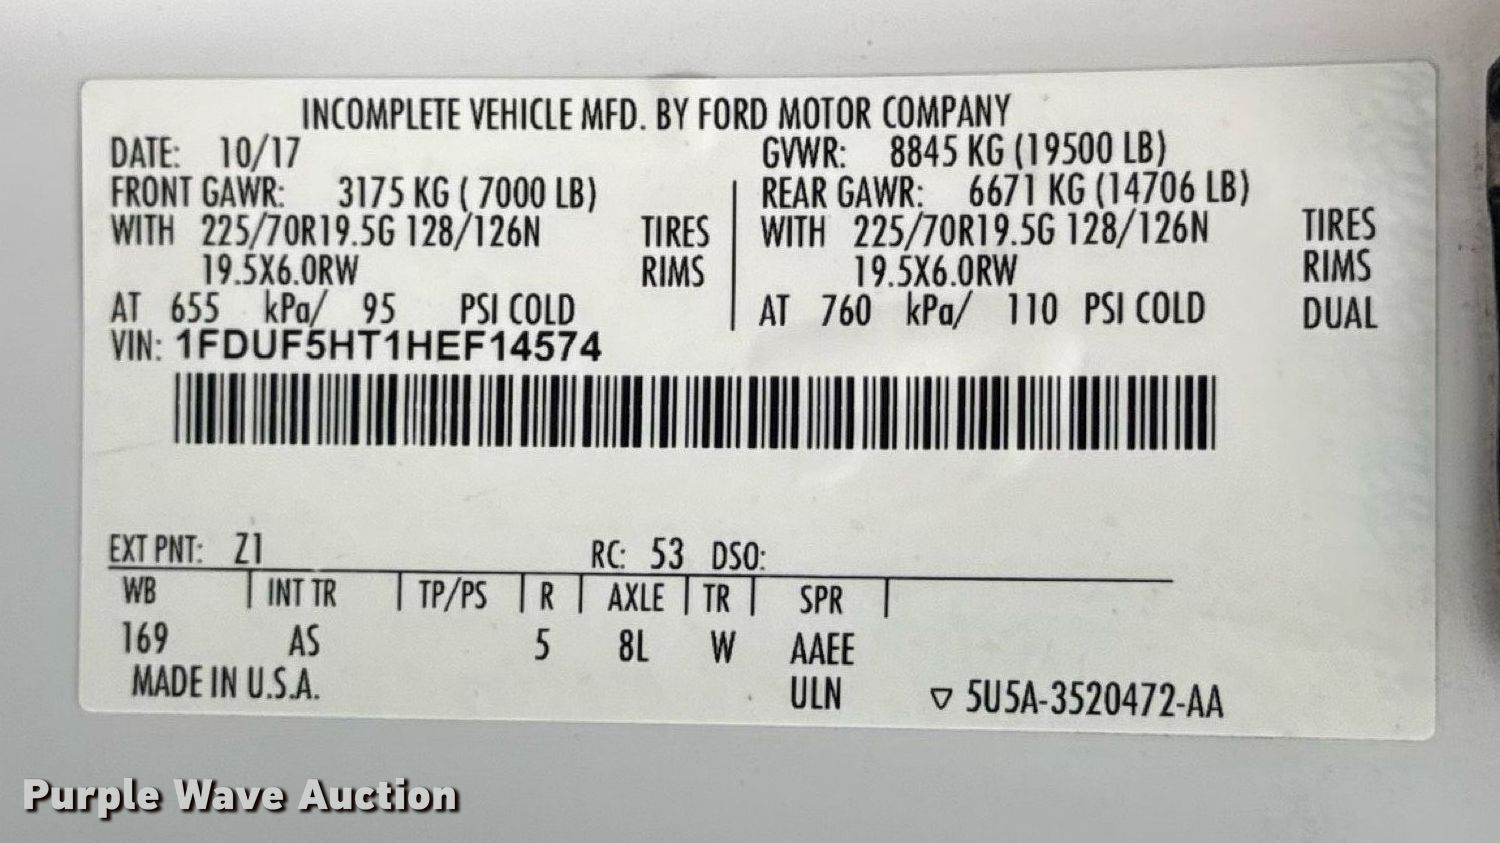 INCOMPLETE VEHICLE MFD. BY FORD MOTOR COMPANY
DATE: 10/17 GVWR: 8845 KG (19500 LB)
FRONT GAWR: 3175 KG ( 7000 LB) REAR GAWR: 6671 KG (14706 LB)
WITH 225/70R19.5G 128/126N TIRES WITH 225/70R19.5G 128/126N TIRES
19.5X6.0RW RIMS 19.5X6.0RW RIMS
AT 655 kPa/ 95 PSI COLD AT 760 kPa/ 110 PSI COLD DUAL
VIN: 1FDUF5HT1HEF14574
EXT PNT: Z1 RC: 53 DSO:
WB INT TR TP/PS R AXLE TR SPR
169 AS 5 8L W AAEE
MADE IN U.S.A. ULN ▽ 5U5A-3520472-AA
Purple Wave Auction